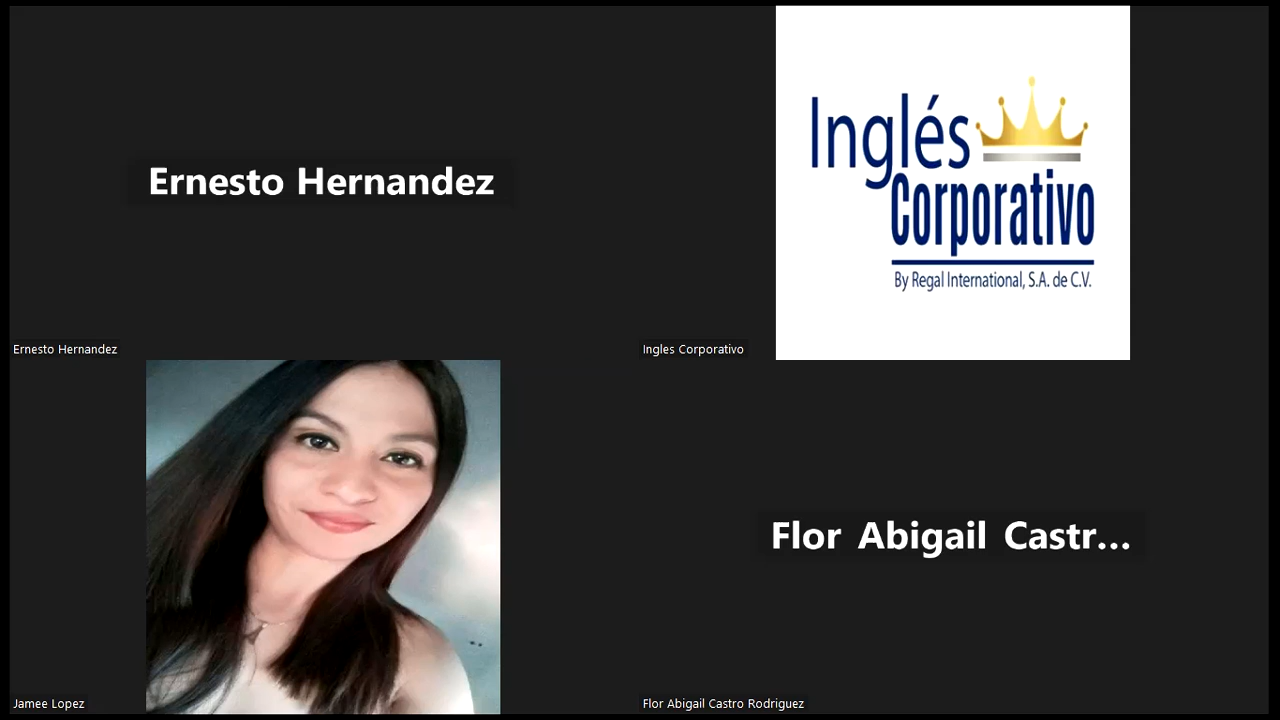 Ernesto Hernandez
Inglés
Corporativo
By Regal International, S.A. de C.V.
Ernesto Hernandez
Ingles Corporativo
Flor Abigail Castr...
Jamee Lopez
Flor Abigail Castro Rodriguez